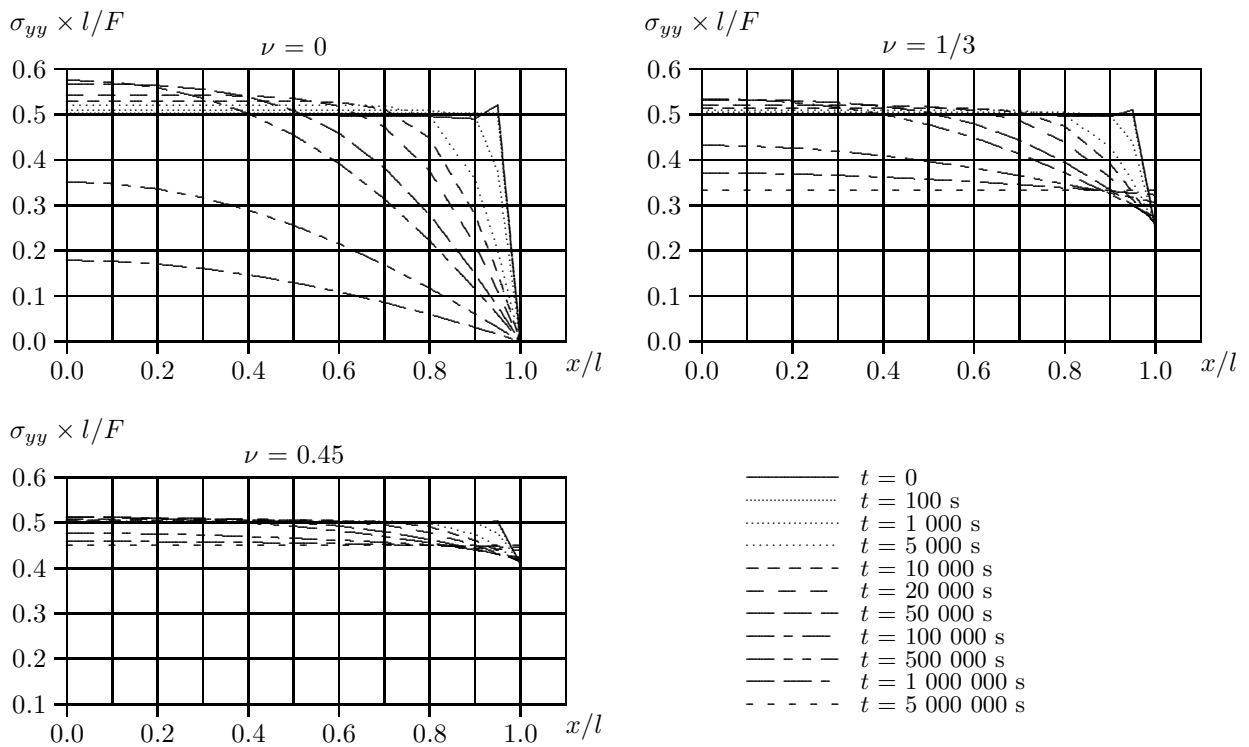 σyy × l/F
ν = 0
0.6
0.5
0.4
0.3
0.2
0.1
0.0
0.0 0.2 0.4 0.6 0.8 1.0 x/l
σyy × l/F
ν = 1/3
0.6
0.5
0.4
0.3
0.2
0.1
0.0
0.0 0.2 0.4 0.6 0.8 1.0 x/l
σyy × l/F
ν = 0.45
0.6
0.5
0.4
0.3
0.2
0.1
0.0 0.2 0.4 0.6 0.8 1.0 x/l
t = 0
t = 100 s
t = 1 000 s
t = 5 000 s
t = 10 000 s
t = 20 000 s
t = 50 000 s
t = 100 000 s
t = 500 000 s
t = 1 000 000 s
t = 5 000 000 s